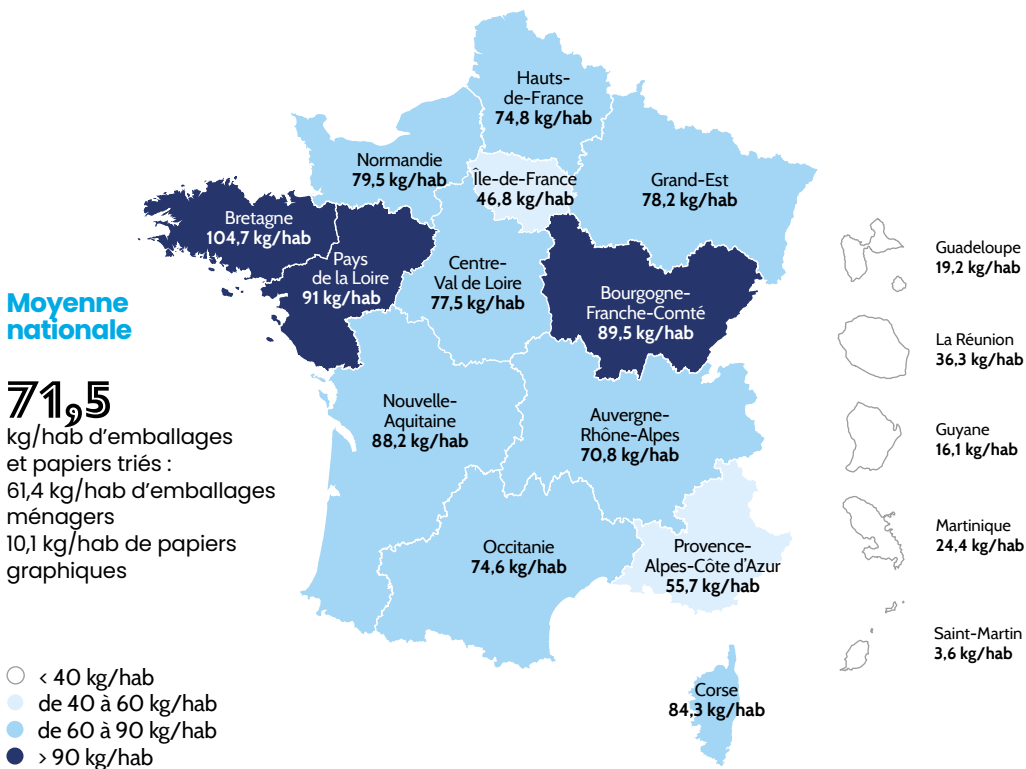 Hauts-
de-France
74,8 kg/hab
Normandie
79,5 kg/hab
Île-de-France
46,8 kg/hab
Grand-Est
78,2 kg/hab
Bretagne
104,7 kg/hab
Pays
de la Loire
91 kg/hab
Centre-
Val de Loire
77,5 kg/hab
Bourgogne-
Franche-Comté
89,5 kg/hab
Nouvelle-
Aquitaine
88,2 kg/hab
Auvergne-
Rhône-Alpes
70,8 kg/hab
Occitanie
74,6 kg/hab
Provence-
Alpes-Côte d’Azur
55,7 kg/hab
Corse
84,3 kg/hab
Guadeloupe
19,2 kg/hab
La Réunion
36,3 kg/hab
Guyane
16,1 kg/hab
Martinique
24,4 kg/hab
Saint-Martin
3,6 kg/hab
Moyenne
nationale
71,5
kg/hab d’emballages
et papiers triés :
61,4 kg/hab d’emballages
ménagers
10,1 kg/hab de papiers
graphiques
< 40 kg/hab
de 40 à 60 kg/hab
de 60 à 90 kg/hab
> 90 kg/hab